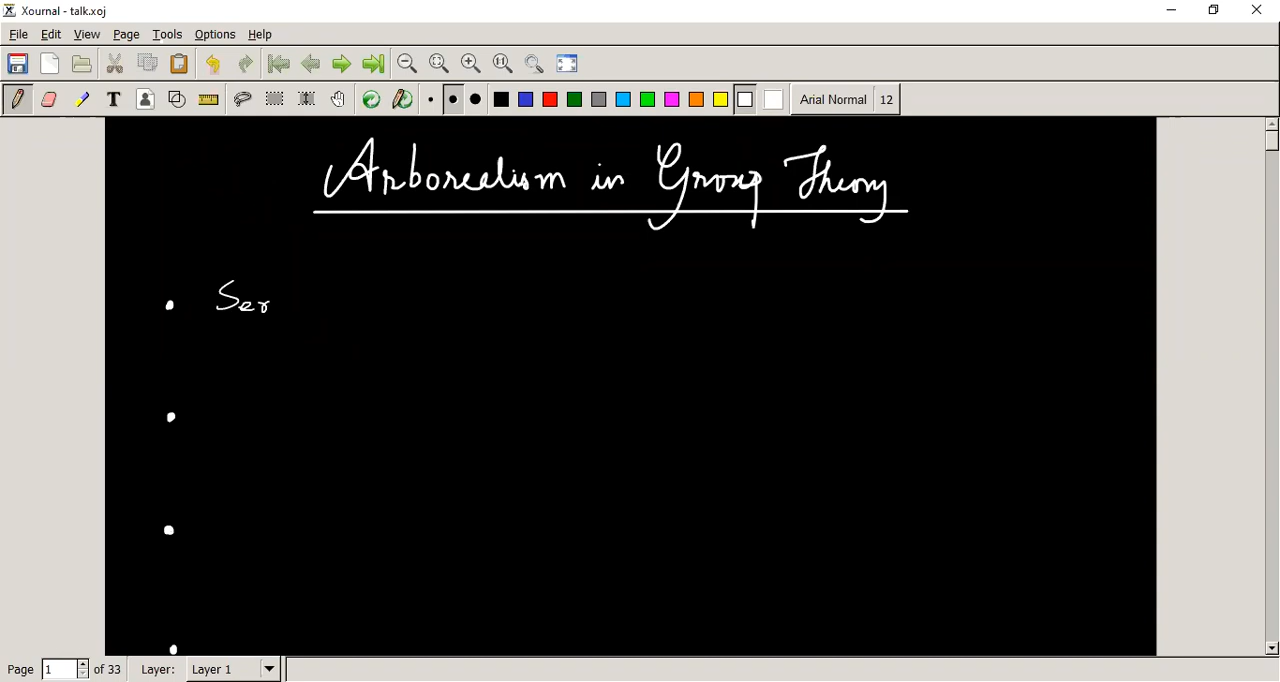 Xournal - talk.xoj
File Edit View Page Tools Options Help
Arial Normal 12
Arborealism in Group Theory
Ser
Page 1 of 33 Layer: Layer 1